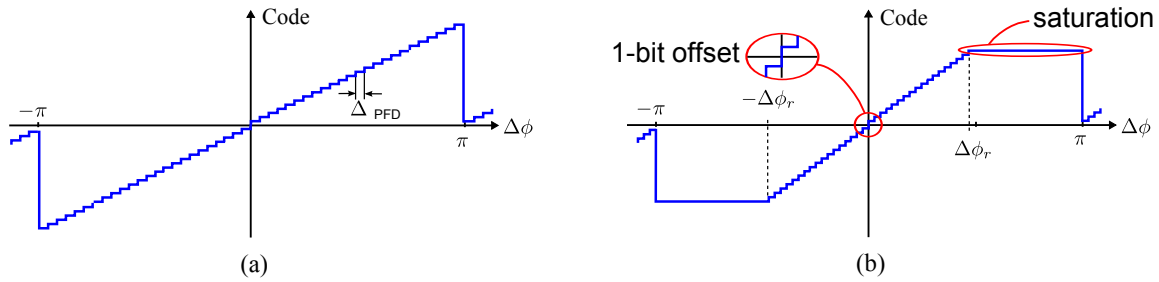 Code
−π
Δ PFD
π
Δϕ
(a)
Code
saturation
1-bit offset
−π
−Δϕr
Δϕr
π
Δϕ
(b)